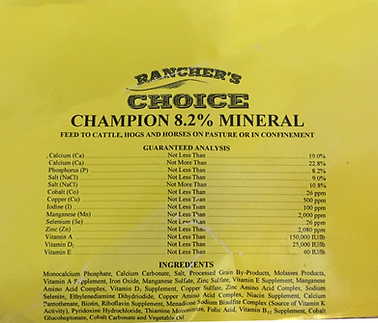 RANCHER'S
CHOICE
CHAMPION 8.2% MINERAL
FEED TO CATTLE, HOGS AND HORSES ON PASTURE OR IN CONFINEMENT
GUARANTEED ANALYSIS
Calcium (Ca) Not Less Than 19.0%
Calcium (Ca) Not More Than 22.8%
Phosphorus (P) Not Less Than 8.2%
Salt (NaCl) Not Less Than 9.0%
Salt (NaCl) Not More Than 10.8%
Cobalt (Co) Not Less Than 26 ppm
Copper (Cu) Not Less Than 500 ppm
Iodine (I) Not Less Than 100 ppm
Manganese (Mn) Not Less Than 2,000 ppm
Selenium (Se) Not Less Than 26 ppm
Zinc (Zn) Not Less Than 2,080 ppm
Vitamin A Not Less Than 150,000 IU/lb
Vitamin D3 Not Less Than 25,000 IU/lb
Vitamin E Not Less Than 60 IU/lb
INGREDIENTS
Monocalcium Phosphate, Calcium Carbonate, Salt, Processed Grain By-Products, Molasses Products,
Vitamin A Supplement, Iron Oxide, Manganese Sulfate, Zinc Sulfate, Vitamin E Supplement, Manganese
Amino Acid Complex, Vitamin D3 Supplement, Copper Sulfate, Zinc Amino Acid Complex, Sodium
Selenite, Ethylenediamine Dihydriodide, Copper Amino Acid Complex, Niacin Supplement, Calcium
Pantothenate, Biotin, Riboflavin Supplement, Menadione Sodium Bisulfite Complex (Source of Vitamin K
Activity), Pyridoxine Hydrochloride, Thiamine Mononitrate, Folic Acid, Vitamin B12 Supplement, Cobalt
Glucoheptonate, Cobalt Carbonate and Vegetable Oil